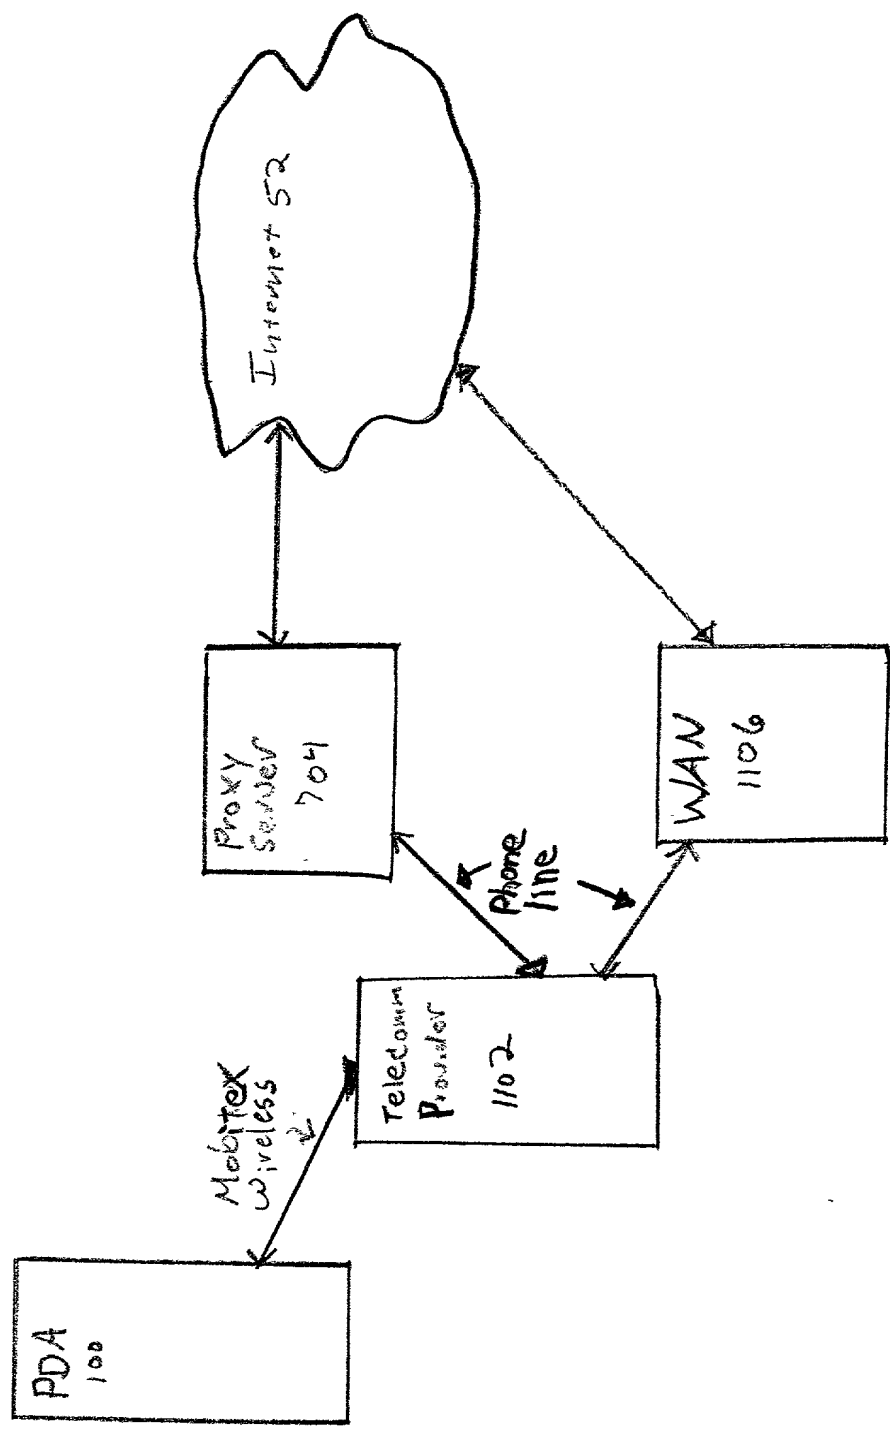 PDA
100
Mobitex
wireless
Telecomm
Provider
1102
Phone
line
Proxy
Server
704
WAN
1106
Internet 52